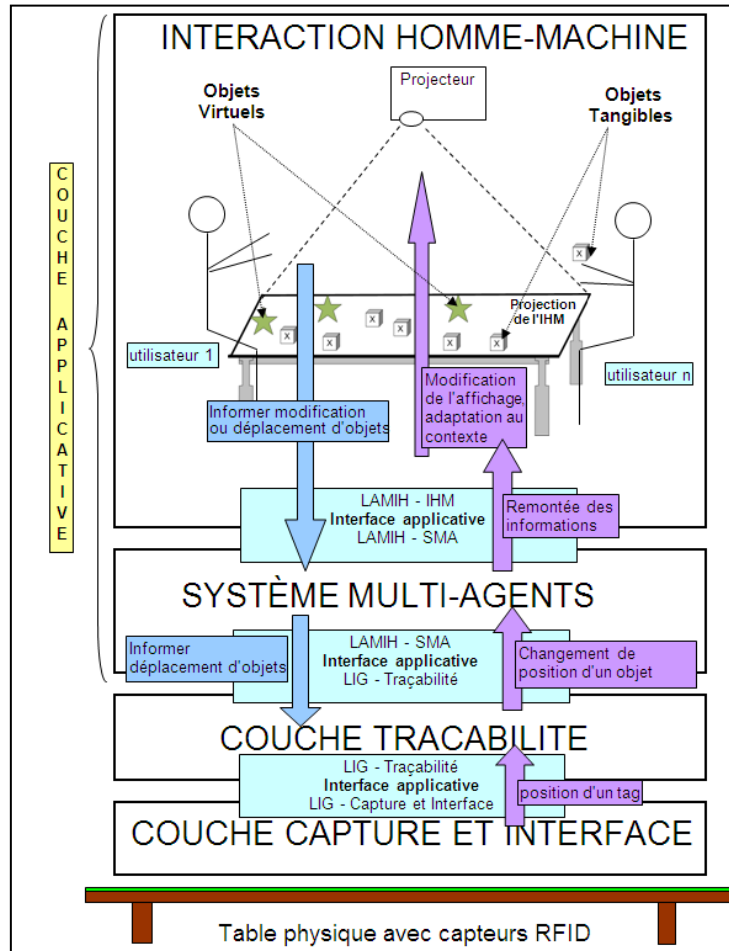 INTERACTION HOMME-MACHINE
Projecteur
Objets
Virtuels
Objets
Tangibles
COUCHE APPLICATIVE
X
X
X
X
X
X
X
Projection
de l'IHM
utilisateur 1
utilisateur n
Informer modification
ou déplacement d'objets
Modification
de l'affichage,
adaptation au
contexte
LAMIH - IHM
Interface applicative
LAMIH - SMA
Remontée des
informations
SYSTÈME MULTI-AGENTS
Informer
déplacement d'objets
LAMIH - SMA
Interface applicative
LIG - Traçabilité
Changement de
position d'un objet
COUCHE TRACABILITE
LIG - Traçabilité
Interface applicative
LIG - Capture et Interface
position d'un tag
COUCHE CAPTURE ET INTERFACE
Table physique avec capteurs RFID